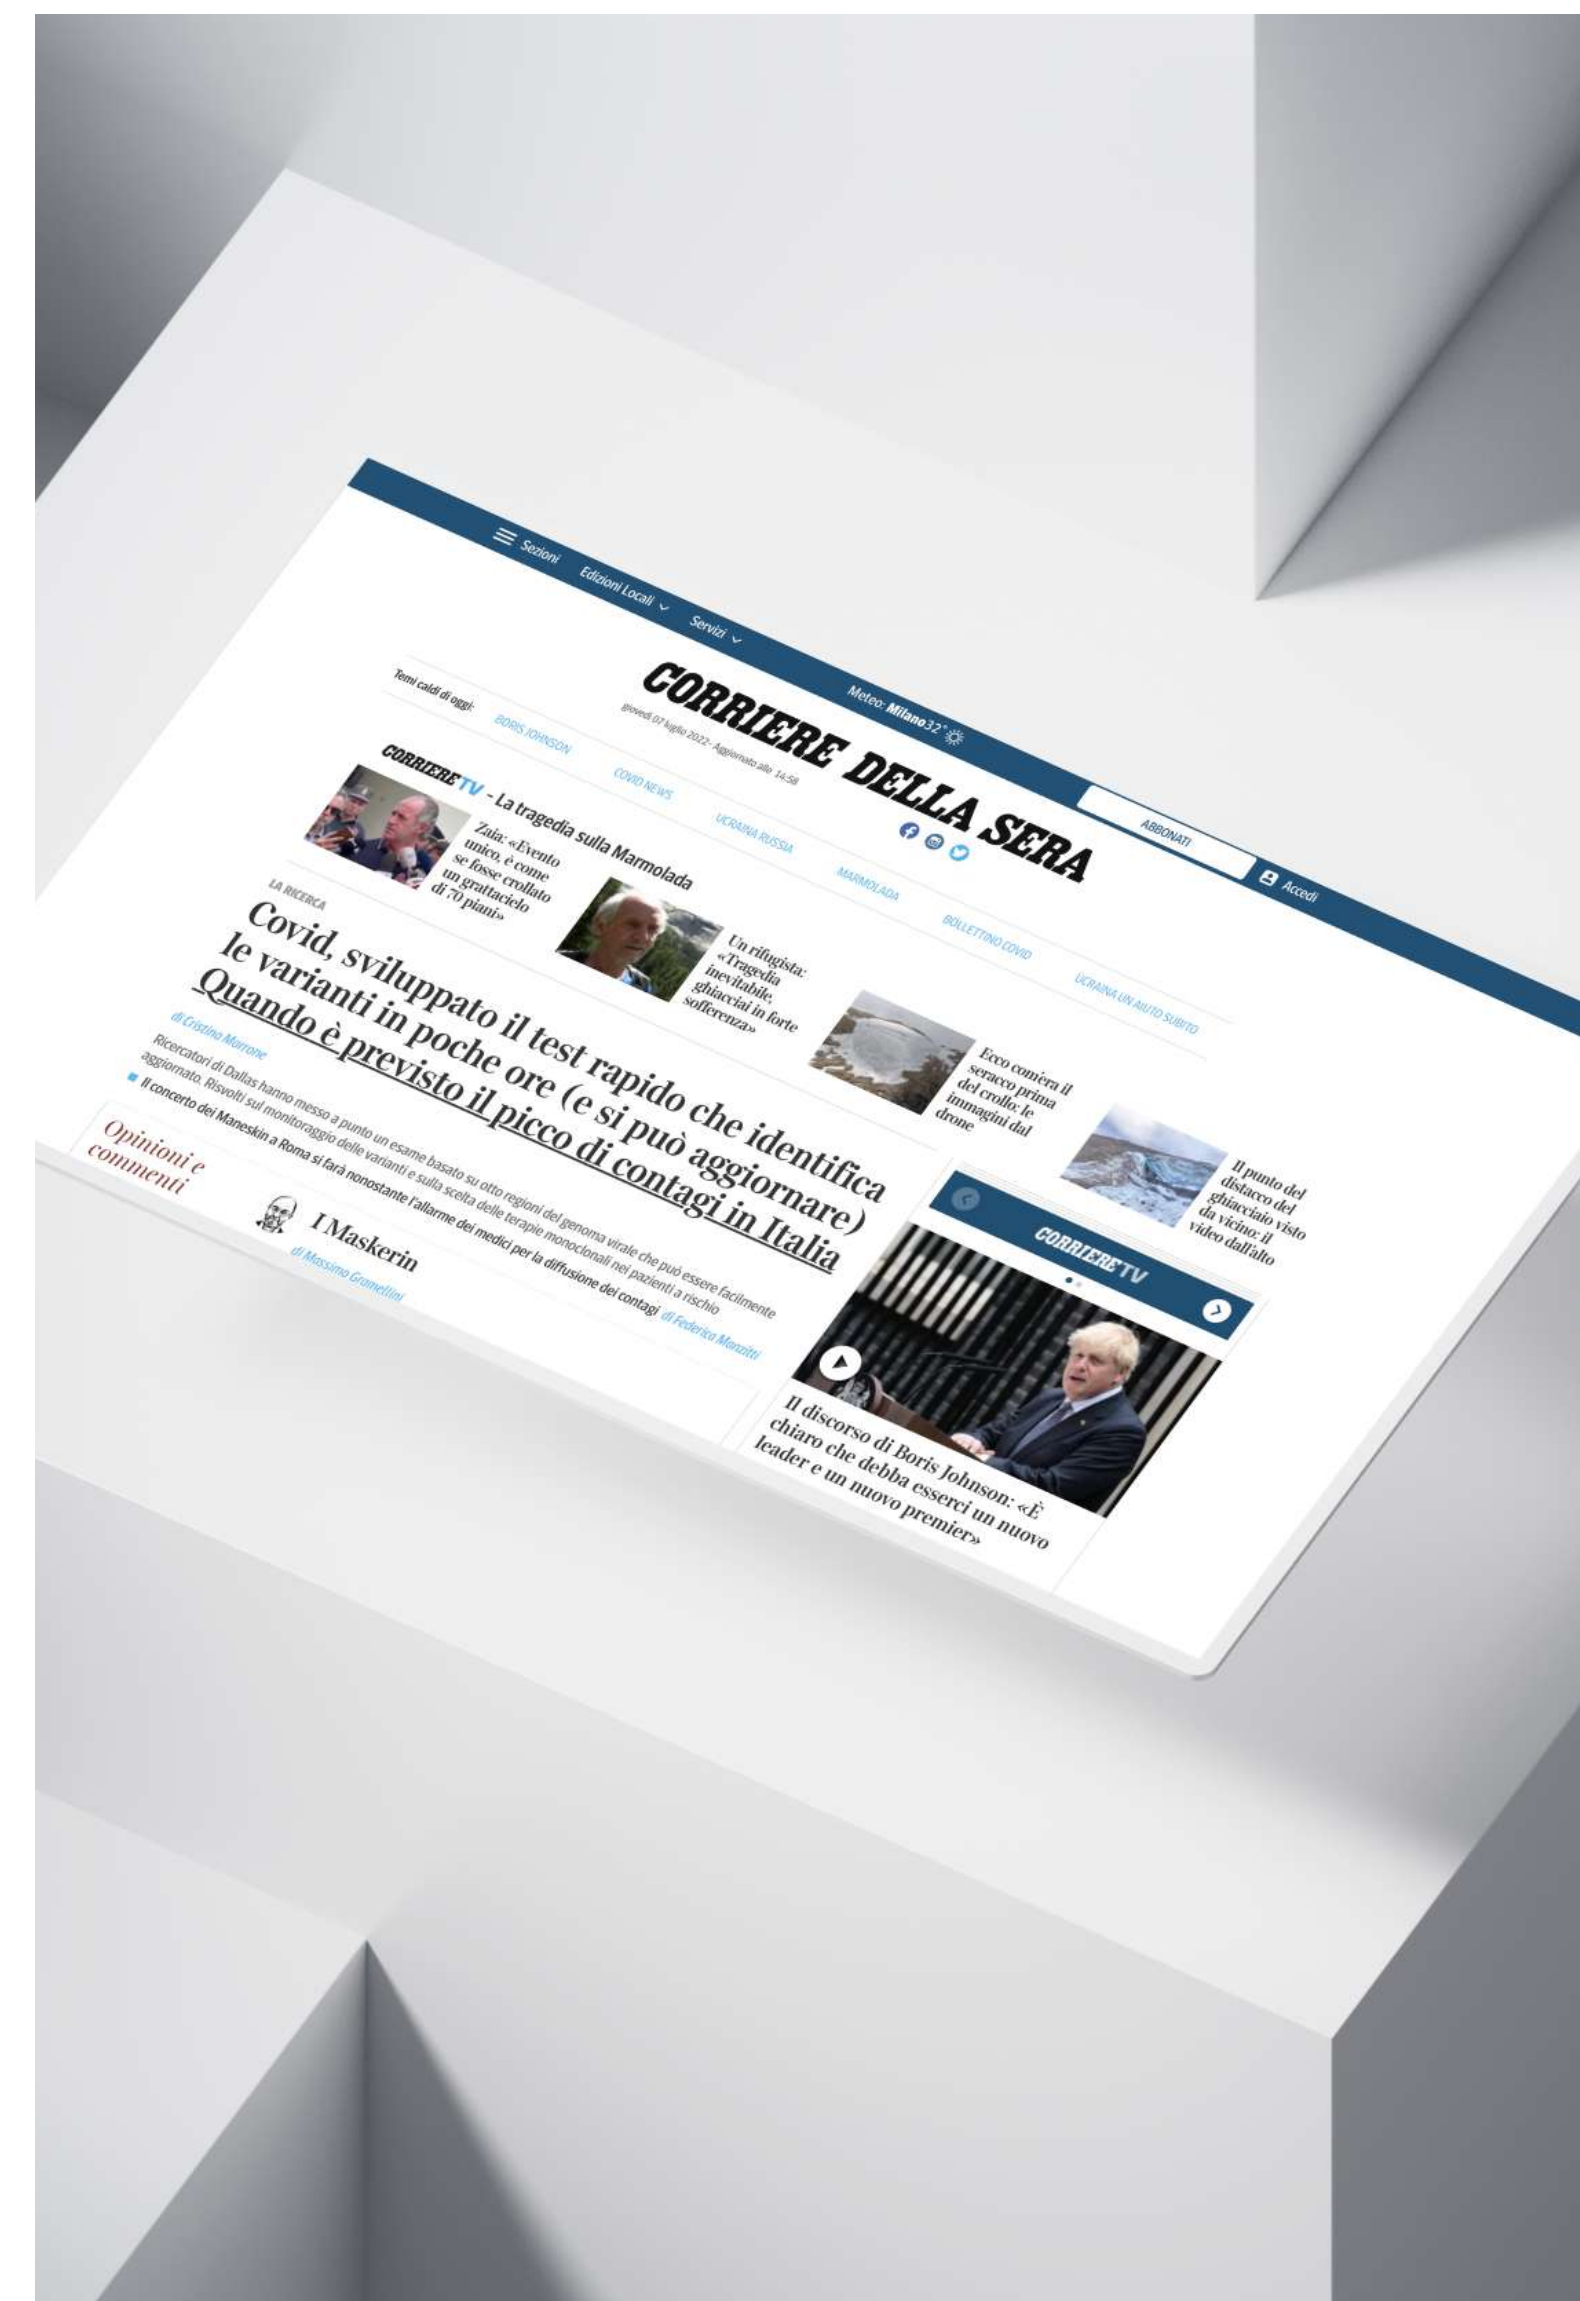 Sezioni
Edizioni Locali
Servizi
Meteo: Milano 32°
ABBONATI
Accedi
CORRIERE DELLA SERA
giovedì 07 luglio 2022 - Aggiornato alle 14:58
Temi caldi di oggi:
BORIS JOHNSON
COVID NEWS
UCRAINA RUSSIA
MARMOLADA
BOLLETTINO COVID
UCRAINA UN AIUTO SUBITO
CORRIERE TV - La tragedia sulla Marmolada
Zaia: «Evento
unico, è come
se fosse crollato
un grattacielo
di 70 piani»
Un rifugista:
«Tragedia
inevitabile,
ghiacciai in forte
sofferenza»
Ecco com'era il
seracco prima
del crollo: le
immagini dal
drone
Il punto del
distacco del
ghiacciaio visto
da vicino: il
video dall'alto
LA RICERCA
Covid, sviluppato il test rapido che identifica
le varianti in poche ore (e si può aggiornare)
Quando è previsto il picco di contagi in Italia
di Cristina Marrone
Ricercatori di Dallas hanno messo a punto un esame basato su otto regioni del genoma virale che può essere facilmente
aggiornato. Risvolti sul monitoraggio delle varianti e sulla scelta delle terapie monoclonali nei pazienti a rischio
Il concerto dei Maneskin a Roma si farà nonostante l'allarme dei medici per la diffusione dei contagi di Federica Manzitti
Opinioni e
commenti
I Maskerin
di Massimo Gramellini
CORRIERE TV
Il discorso di Boris Johnson: «È
chiaro che debba esserci un nuovo
leader e un nuovo premier»